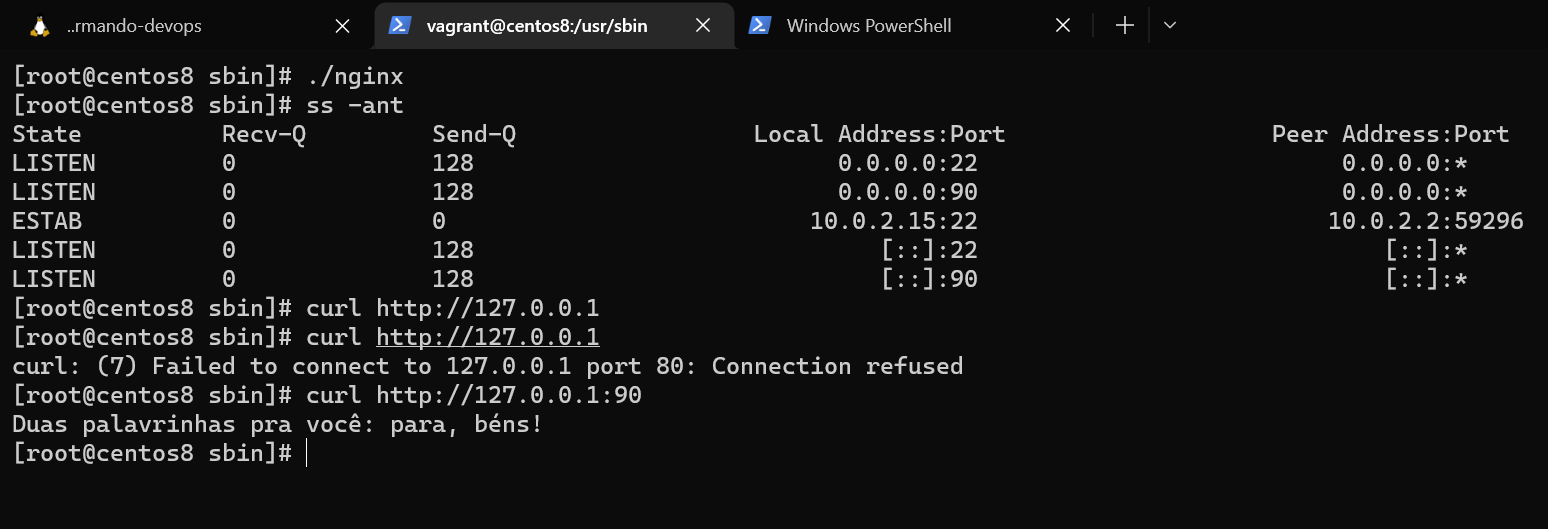 ..rmando-devops vagrant@centos8:/usr/sbin Windows PowerShell
[root@centos8 sbin]# ./nginx
[root@centos8 sbin]# ss -ant
State Recv-Q Send-Q Local Address:Port Peer Address:Port
LISTEN 0 128 0.0.0.0:22 0.0.0.0:*
LISTEN 0 128 0.0.0.0:90 0.0.0.0:*
ESTAB 0 0 10.0.2.15:22 10.0.2.2:59296
LISTEN 0 128 [::]:22 [::]:*
LISTEN 0 128 [::]:90 [::]:*
[root@centos8 sbin]# curl http://127.0.0.1
[root@centos8 sbin]# curl http://127.0.0.1
curl: (7) Failed to connect to 127.0.0.1 port 80: Connection refused
[root@centos8 sbin]# curl http://127.0.0.1:90
Duas palavrinhas pra você: para, béns!
[root@centos8 sbin]#